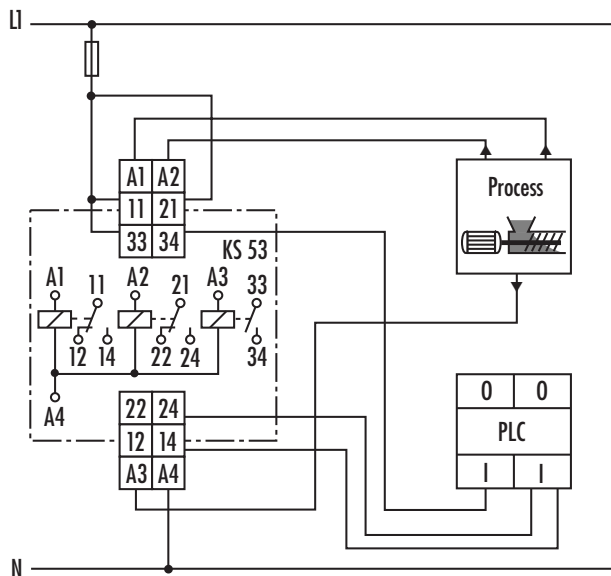 L1
A1 A2
11 21
33 34
Process
KS 53
A1 11 A2 21 A3 33
12 14 22 24 34
A4
22 24
12 14
A3 A4
0 0
PLC
I I
N